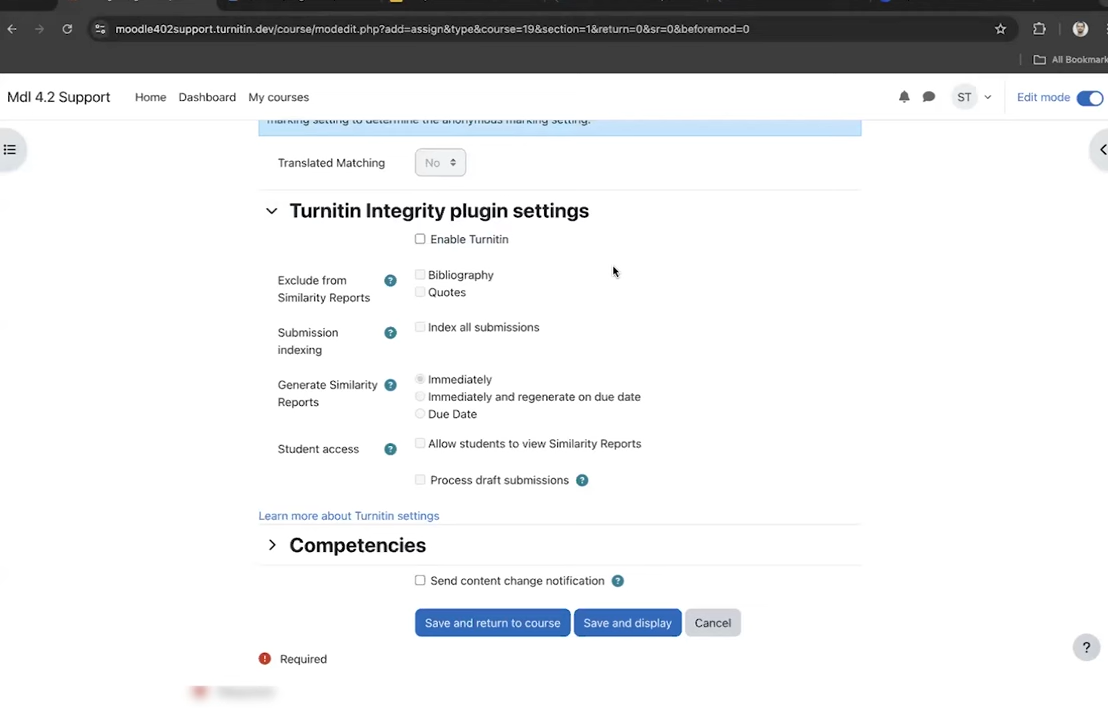 moodle402support.turnitin.dev/course/modedit.php?add=assign&type&course=19&section=1&return=0&sr=0&beforemod=0
All Bookmark
Mdl 4.2 Support Home Dashboard My courses ST Edit mode
marking setting to determine the anonymous marking setting.
Translated Matching No
Turnitin Integrity plugin settings
Enable Turnitin
Exclude from
Similarity Reports
? Bibliography
Quotes
Submission
indexing
? Index all submissions
Generate Similarity
Reports
? Immediately
Immediately and regenerate on due date
Due Date
Student access ? Allow students to view Similarity Reports
Process draft submissions ?
Learn more about Turnitin settings
Competencies
Send content change notification ?
Save and return to course Save and display Cancel
?
! Required